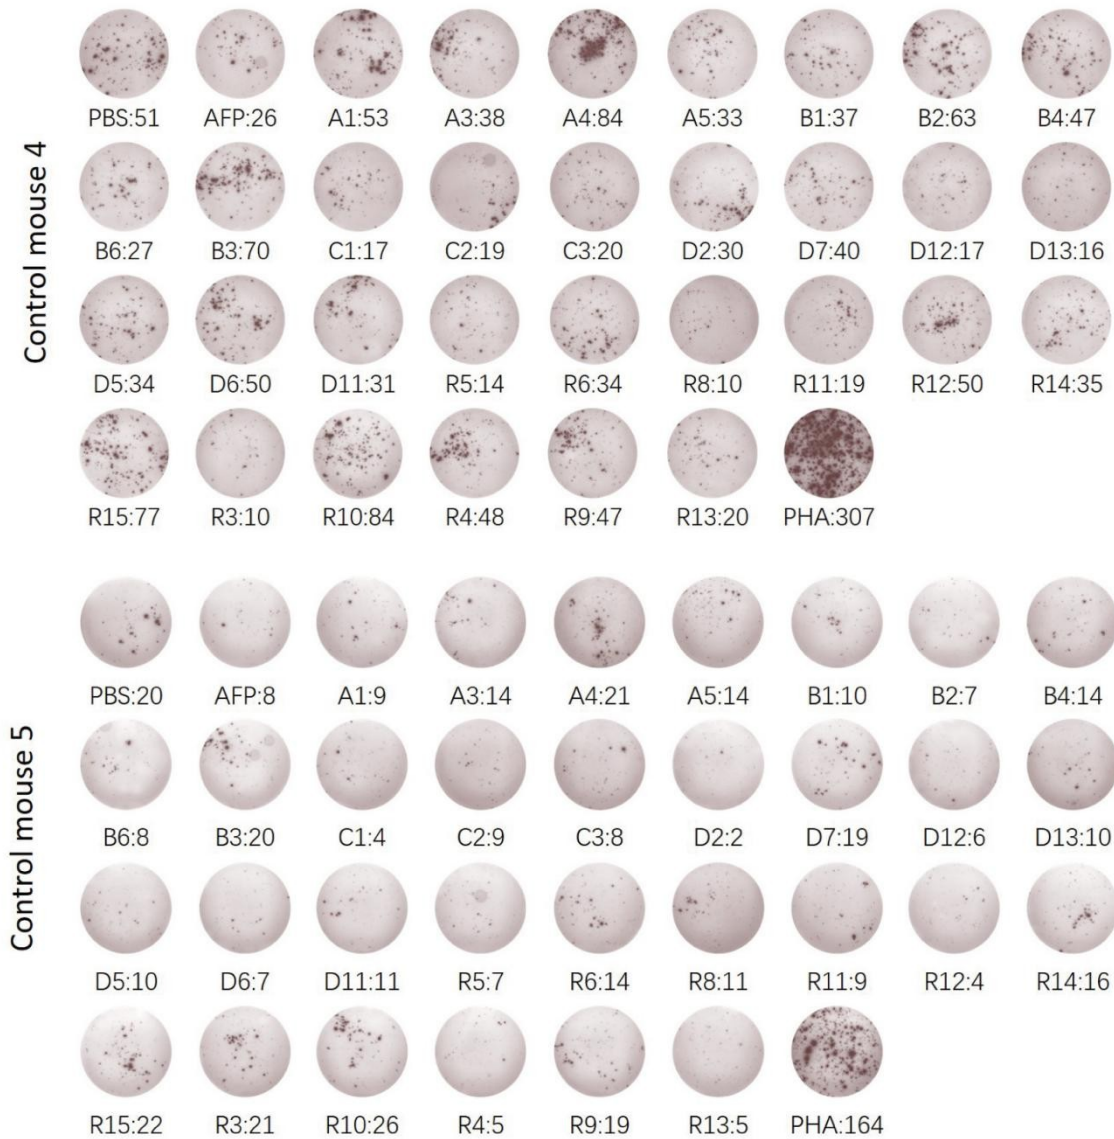 Control mouse 4
PBS:51 AFP:26 A1:53 A3:38 A4:84 A5:33 B1:37 B2:63 B4:47
B6:27 B3:70 C1:17 C2:19 C3:20 D2:30 D7:40 D12:17 D13:16
D5:34 D6:50 D11:31 R5:14 R6:34 R8:10 R11:19 R12:50 R14:35
R15:77 R3:10 R10:84 R4:48 R9:47 R13:20 PHA:307
Control mouse 5
PBS:20 AFP:8 A1:9 A3:14 A4:21 A5:14 B1:10 B2:7 B4:14
B6:8 B3:20 C1:4 C2:9 C3:8 D2:2 D7:19 D12:6 D13:10
D5:10 D6:7 D11:11 R5:7 R6:14 R8:11 R11:9 R12:4 R14:16
R15:22 R3:21 R10:26 R4:5 R9:19 R13:5 PHA:164